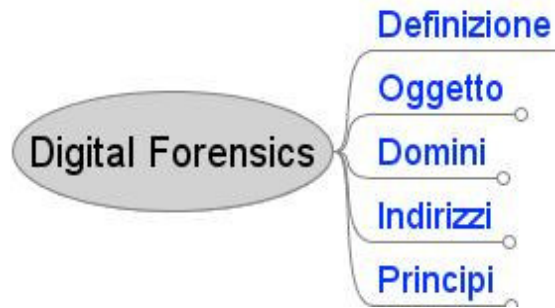 Definizione
Oggetto
Digital Forensics
Domini
Indirizzi
Principi